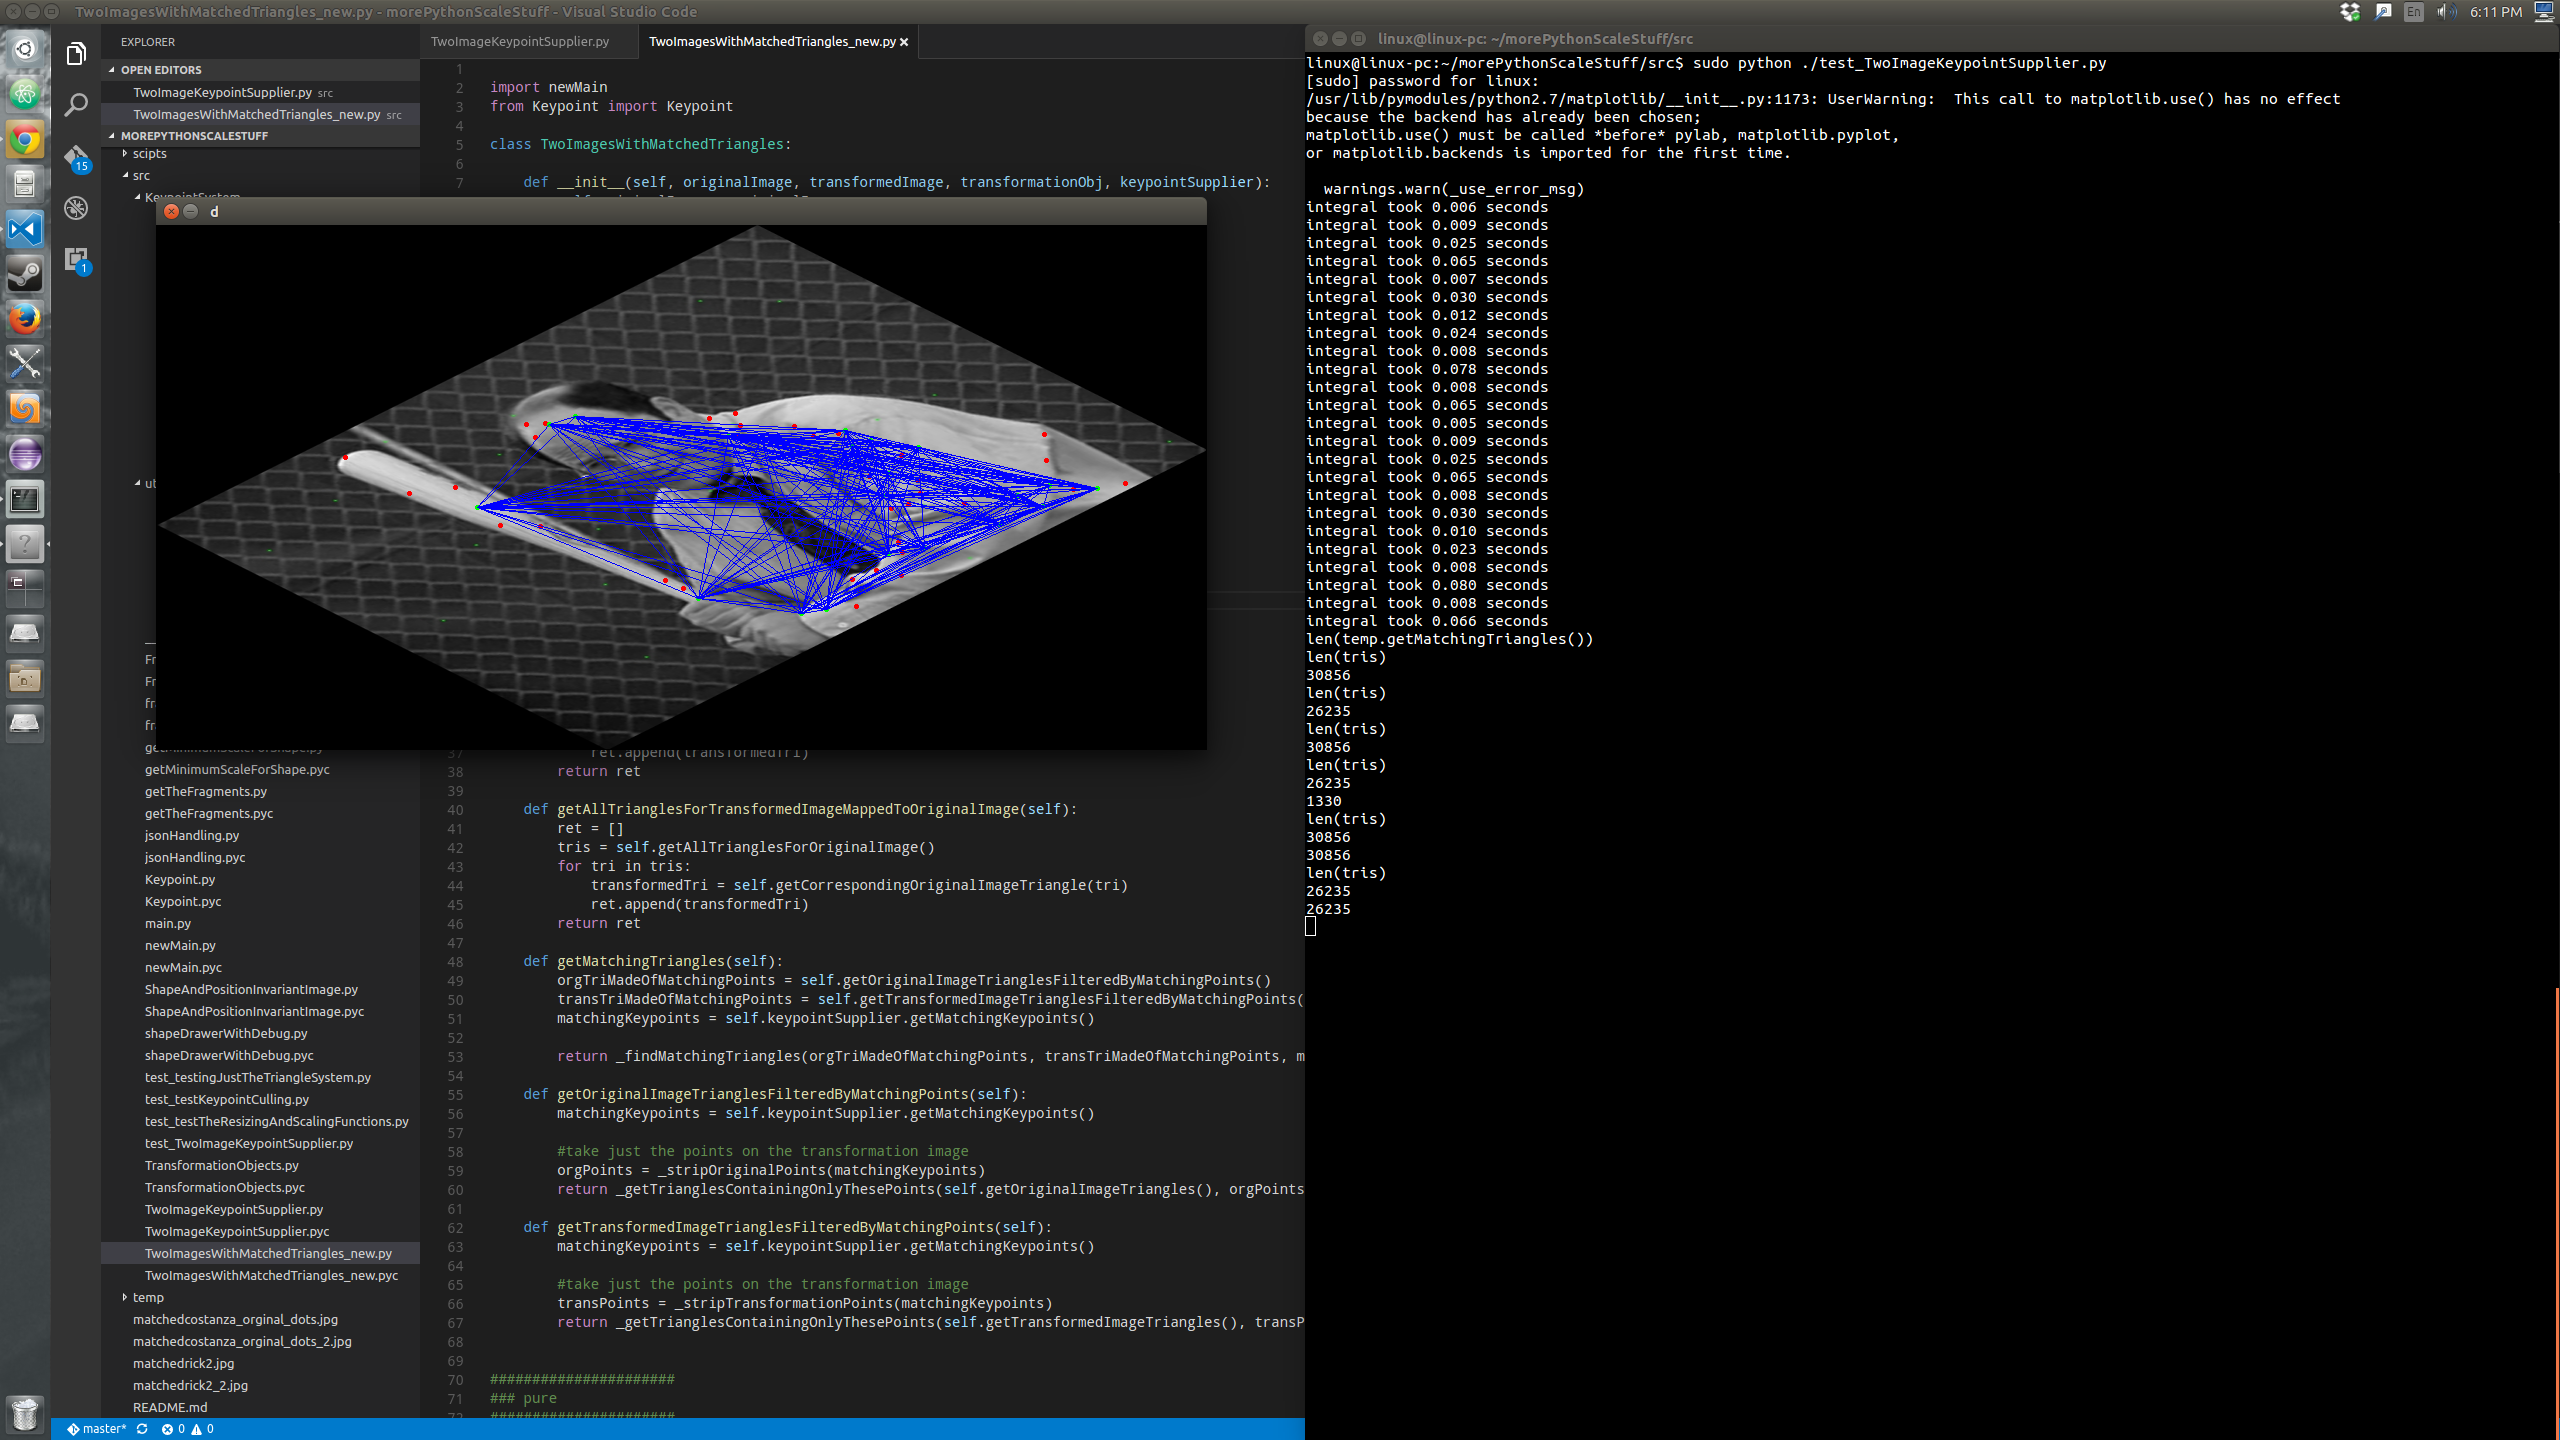 TwoImagesWithMatchedTriangles_new.py - morePythonScaleStuff - Visual Studio Code
En
6:11 PM
EXPLORER
OPEN EDITORS
TwoImageKeypointSupplier.py src
TwoImagesWithMatchedTriangles_new.py src
MOREPYTHONSCALESTUFF
scipts
src
KeypointSystem
ut
Fr
Fr
fr
fr
getMinimumScaleForShape.py
getMinimumScaleForShape.pyc
getTheFragments.py
getTheFragments.pyc
jsonHandling.py
jsonHandling.pyc
Keypoint.py
Keypoint.pyc
main.py
newMain.py
newMain.pyc
ShapeAndPositionInvariantImage.py
ShapeAndPositionInvariantImage.pyc
shapeDrawerWithDebug.py
shapeDrawerWithDebug.pyc
test_testingJustTheTriangleSystem.py
test_testKeypointCulling.py
test_testTheResizingAndScalingFunctions.py
test_TwoImageKeypointSupplier.py
TransformationObjects.py
TransformationObjects.pyc
TwoImageKeypointSupplier.py
TwoImageKeypointSupplier.pyc
TwoImagesWithMatchedTriangles_new.py
TwoImagesWithMatchedTriangles_new.pyc
temp
matchedcostanza_orginal_dots.jpg
matchedcostanza_orginal_dots_2.jpg
matchedrick2.jpg
matchedrick2_2.jpg
README.md
15
1
master* 0 0
TwoImageKeypointSupplier.py
TwoImagesWithMatchedTriangles_new.py
1
2 import newMain
3 from Keypoint import Keypoint
4
5 class TwoImagesWithMatchedTriangles:
6
7 def __init__(self, originalImage, transformedImage, transformationObj, keypointSupplier):
d
37 ret.append(transformedTri)
38 return ret
39
40 def getAllTrianglesForTransformedImageMappedToOriginalImage(self):
41 ret = []
42 tris = self.getAllTrianglesForOriginalImage()
43 for tri in tris:
44 transformedTri = self.getCorrespondingOriginalImageTriangle(tri)
45 ret.append(transformedTri)
46 return ret
47
48 def getMatchingTriangles(self):
49 orgTriMadeOfMatchingPoints = self.getOriginalImageTrianglesFilteredByMatchingPoints()
50 transTriMadeOfMatchingPoints = self.getTransformedImageTrianglesFilteredByMatchingPoints(
51 matchingKeypoints = self.keypointSupplier.getMatchingKeypoints()
52
53 return _findMatchingTriangles(orgTriMadeOfMatchingPoints, transTriMadeOfMatchingPoints, m
54
55 def getOriginalImageTrianglesFilteredByMatchingPoints(self):
56 matchingKeypoints = self.keypointSupplier.getMatchingKeypoints()
57
58 #take just the points on the transformation image
59 orgPoints = _stripOriginalPoints(matchingKeypoints)
60 return _getTrianglesContainingOnlyThesePoints(self.getOriginalImageTriangles(), orgPoints
61
62 def getTransformedImageTrianglesFilteredByMatchingPoints(self):
63 matchingKeypoints = self.keypointSupplier.getMatchingKeypoints()
64
65 #take just the points on the transformation image
66 transPoints = _stripTransformationPoints(matchingKeypoints)
67 return _getTrianglesContainingOnlyThesePoints(self.getTransformedImageTriangles(), transP
68
69
70 ######################
71 ### pure
72 ######################
linux@linux-pc: ~/morePythonScaleStuff/src
linux@linux-pc:~/morePythonScaleStuff/src$ sudo python ./test_TwoImageKeypointSupplier.py
[sudo] password for linux:
/usr/lib/pymodules/python2.7/matplotlib/__init__.py:1173: UserWarning:  This call to matplotlib.use() has no effect
because the backend has already been chosen;
matplotlib.use() must be called *before* pylab, matplotlib.pyplot,
or matplotlib.backends is imported for the first time.
warnings.warn(_use_error_msg)
integral took 0.006 seconds
integral took 0.009 seconds
integral took 0.025 seconds
integral took 0.065 seconds
integral took 0.007 seconds
integral took 0.030 seconds
integral took 0.012 seconds
integral took 0.024 seconds
integral took 0.008 seconds
integral took 0.078 seconds
integral took 0.008 seconds
integral took 0.065 seconds
integral took 0.005 seconds
integral took 0.009 seconds
integral took 0.025 seconds
integral took 0.065 seconds
integral took 0.008 seconds
integral took 0.030 seconds
integral took 0.010 seconds
integral took 0.023 seconds
integral took 0.008 seconds
integral took 0.080 seconds
integral took 0.008 seconds
integral took 0.066 seconds
len(temp.getMatchingTriangles())
len(tris)
30856
len(tris)
26235
len(tris)
30856
len(tris)
26235
1330
len(tris)
30856
30856
len(tris)
26235
26235